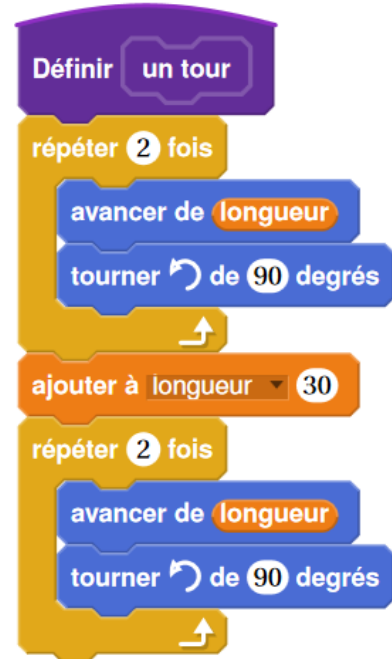 Définir un tour
répéter 2 fois
avancer de longueur
tourner de 90 degrés
ajouter à longueur 30
répéter 2 fois
avancer de longueur
tourner de 90 degrés